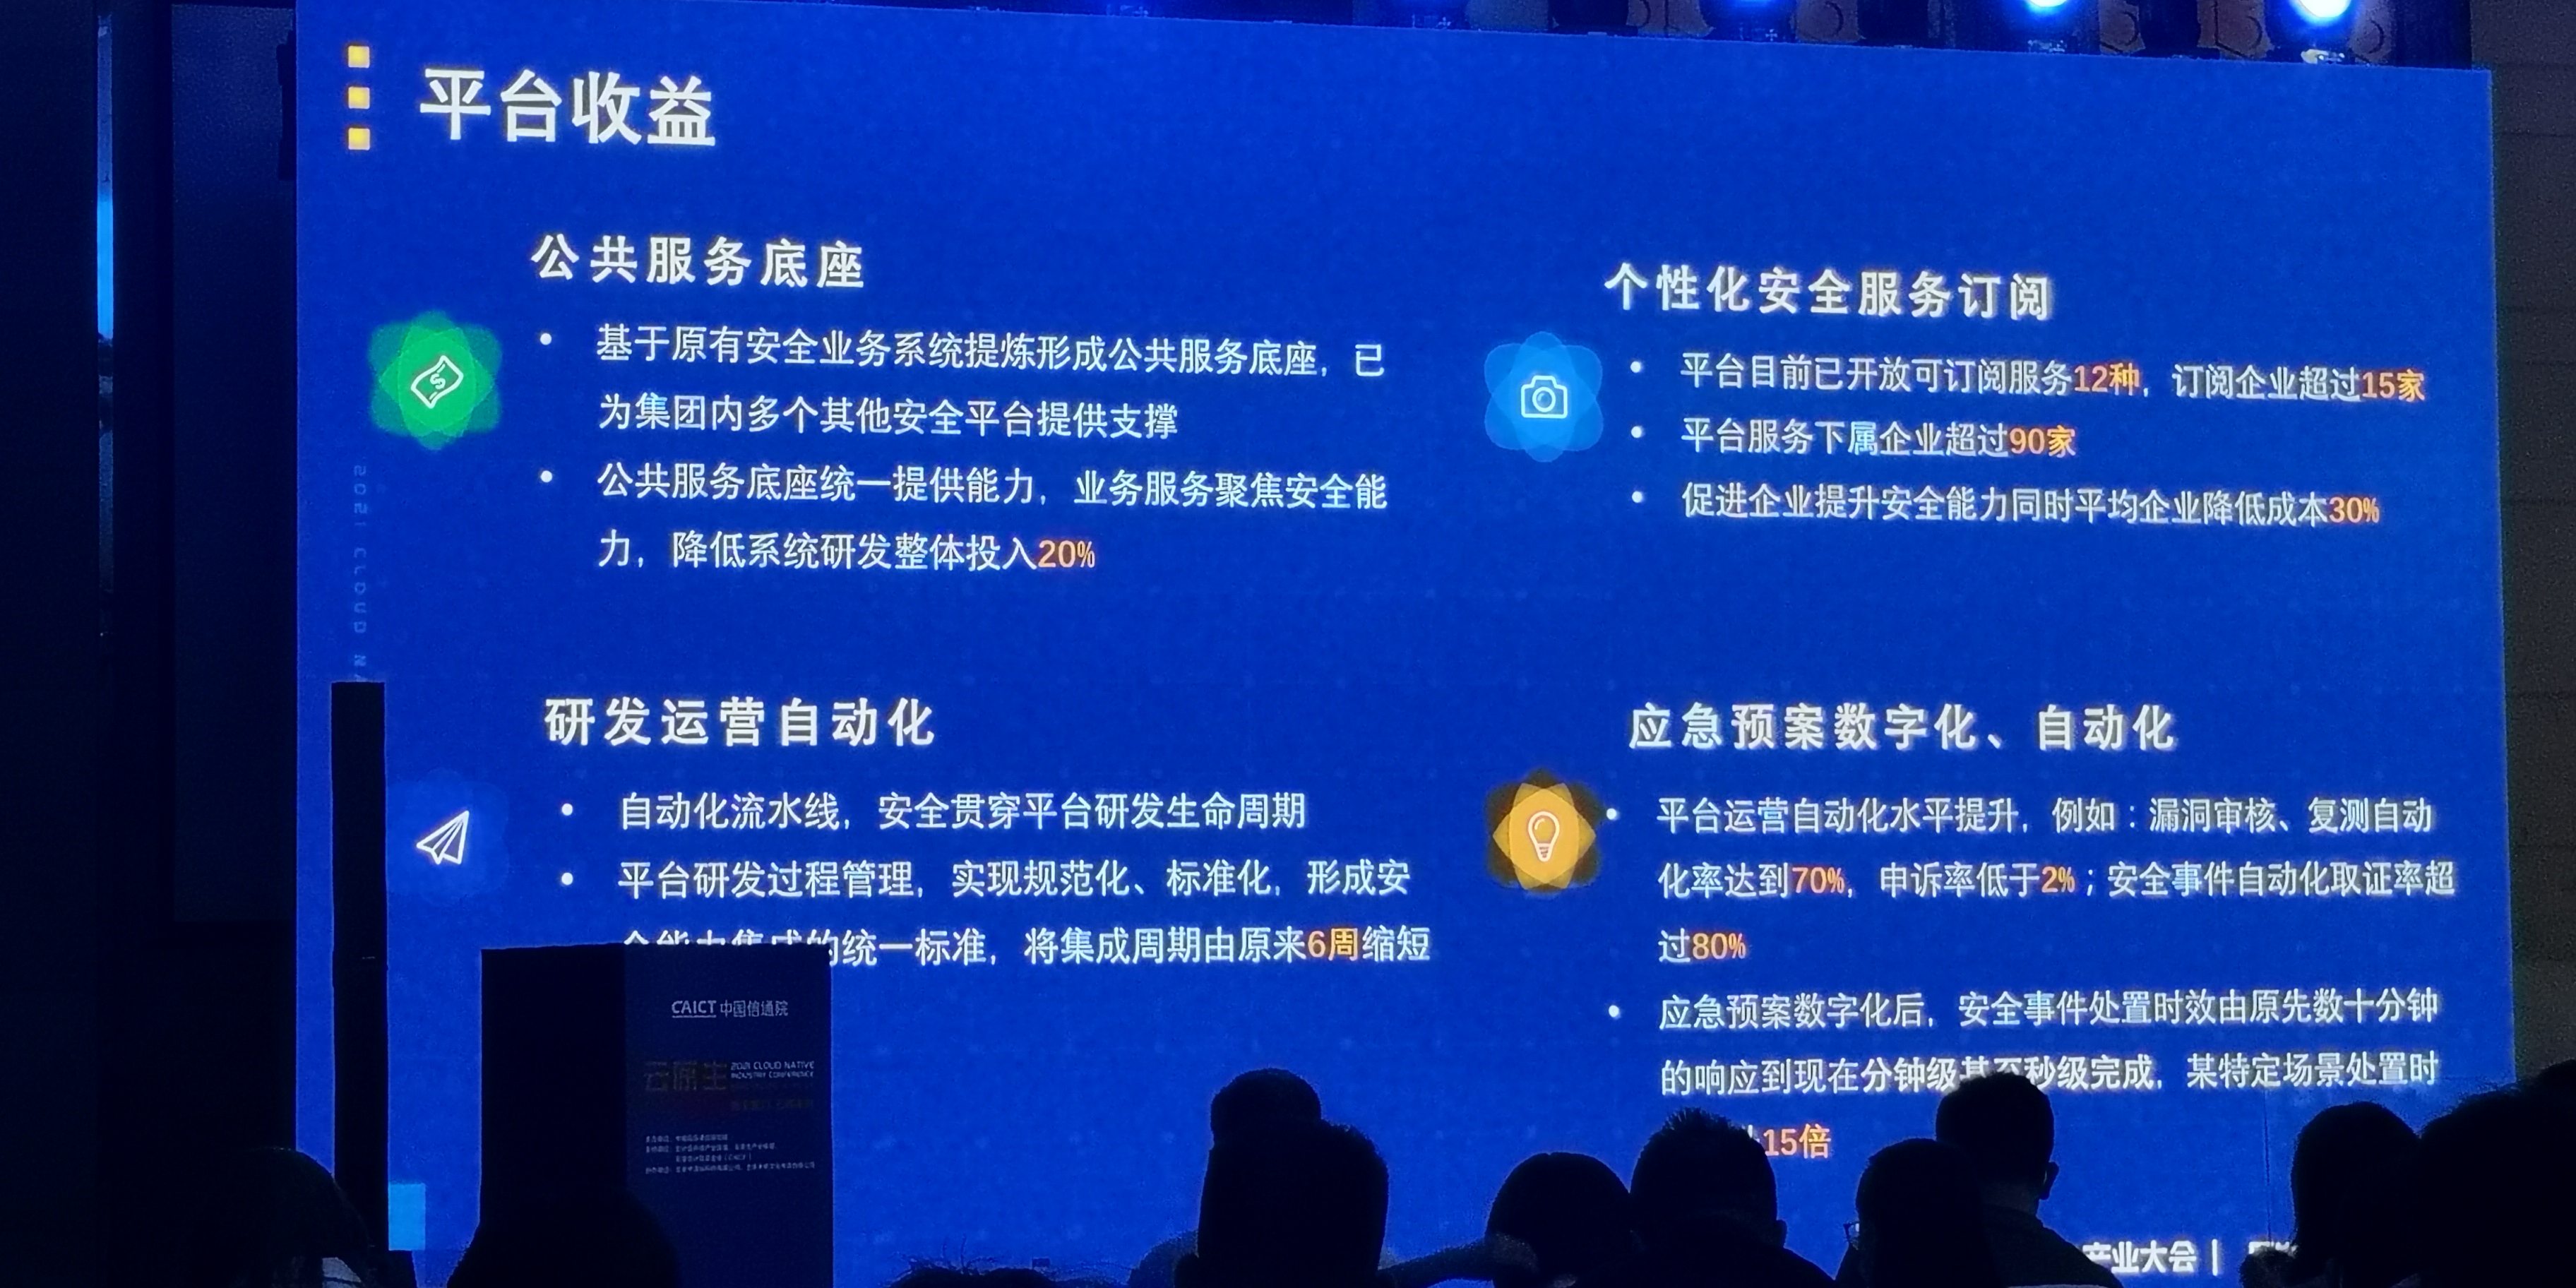 平台收益
公共服务底座
• 基于原有安全业务系统提炼形成公共服务底座，已
为集团内多个其他安全平台提供支撑
• 公共服务底座统一提供能力，业务服务聚焦安全能
力，降低系统研发整体投入20%
个性化安全服务订阅
• 平台目前已开放可订阅服务12种，订阅企业超过15家
• 平台服务下属企业超过90家
• 促进企业提升安全能力同时平均企业降低成本30%
研发运营自动化
• 自动化流水线，安全贯穿平台研发生命周期
• 平台研发过程管理，实现规范化、标准化，形成安
全能力集成的统一标准，将集成周期由原来6周缩短
应急预案数字化、自动化
• 平台运营自动化水平提升，例如：漏洞审核、复测自动
化率达到70%，申诉率低于2%；安全事件自动化取证率超
过80%
• 应急预案数字化后，安全事件处置时效由原先数十分钟
的响应到现在分钟级甚至秒级完成，某特定场景处置时
15倍
CAICT 中国信通院
云原生 2021 CLOUD NATIVE
INDUSTRY CONFERENCE
产业大会 |